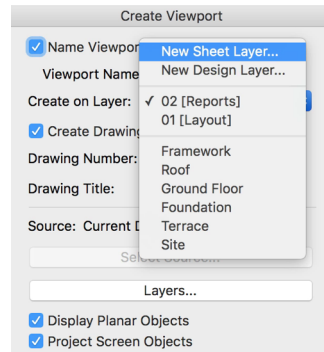 Create Viewport
Name Viewpor
New Sheet Layer...
New Design Layer...
Viewport Name
Create on Layer:
✓ 02 [Reports]
01 [Layout]
Create Drawing
Drawing Number:
Framework
Roof
Drawing Title:
Ground Floor
Foundation
Source: Current D
Terrace
Site
Select Source...
Layers...
Display Planar Objects
Project Screen Objects